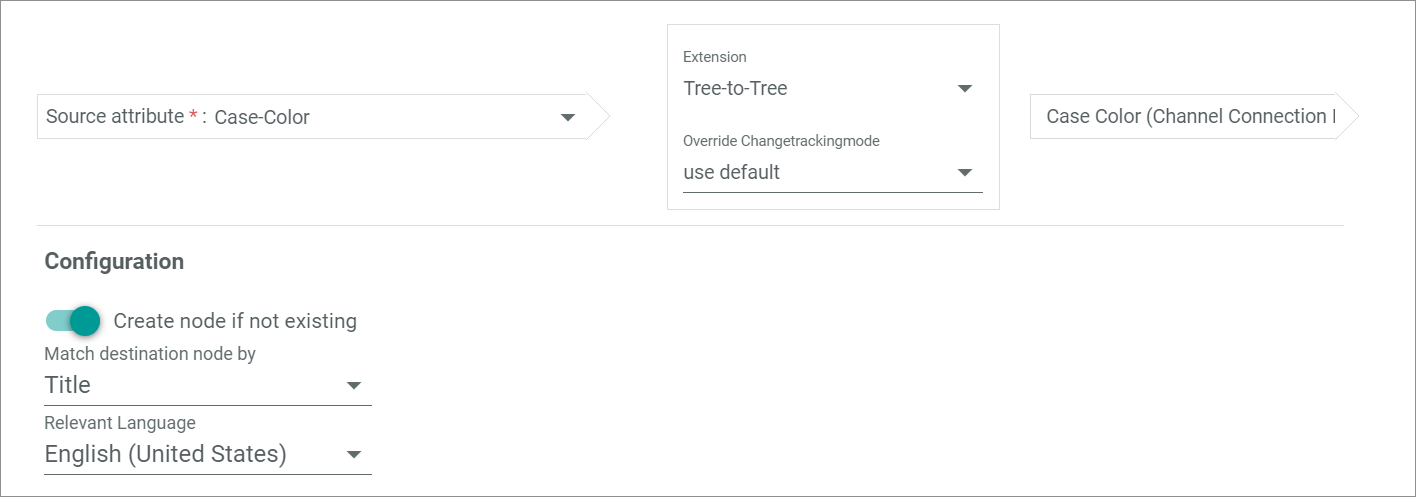 Extension
Tree-to-Tree
Source attribute * : Case-Color
Case Color (Channel Connection
Override Changetrackingmode
use default
Configuration
Create node if not existing
Match destination node by
Title
Relevant Language
English (United States)